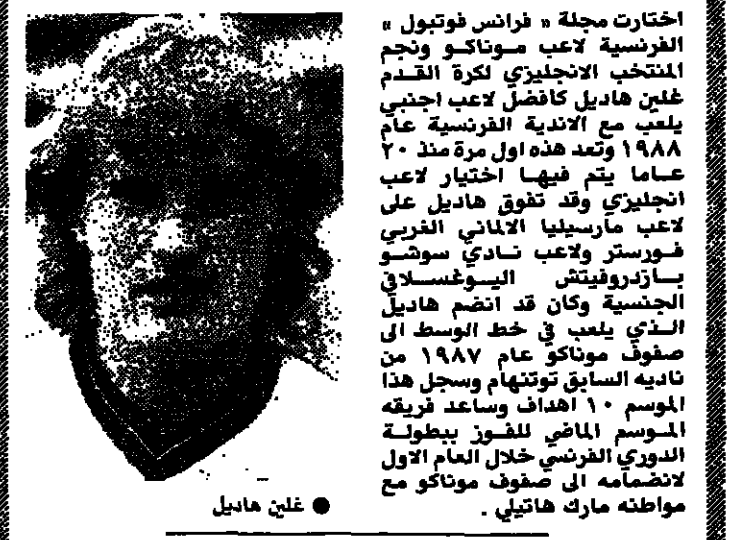 اختارت مجلة « فرانس فوتبول »
الفرنسية لاعب موناكو ونجم
المنتخب الانجليزي لكرة القدم
غلين هاديل كافضل لاعب اجنبي
يلعب مع الاندية الفرنسية عام
١٩٨٨ وتعد هذه اول مرة منذ ٢٠
عاما يتم فيها اختيار لاعب
انجليزي وقد تفوق هاديل على
لاعب مارسيليا الالماني الغربي
فورستر ولاعب نادي سوشو
بازدروفيتش اليوغسلافي
الجنسية وكان قد انضم هاديل
الذي يلعب في خط الوسط الى
صفوف موناكو عام ١٩٨٧ من
ناديه السابق توتنهام وسجل هذا
الموسم ١٠ اهداف وساعد فريقه
الموسم الماضي للفوز ببطولة
الدوري الفرنسي خلال العام الاول
لانضمامه الى صفوف موناكو مع
مواطنه مارك هاتيلي .
● غلين هاديل